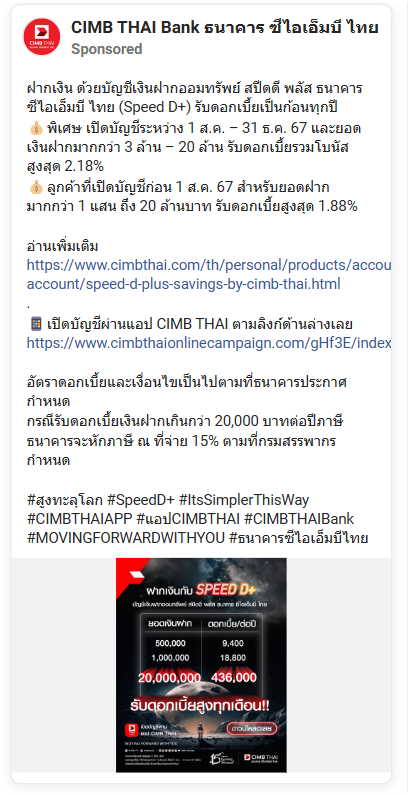 CIMB THAI Bank ธนาคาร ซีไอเอ็มบี ไทย
Sponsored
CIMB THAI
ฝากเงิน ด้วยบัญชีเงินฝากออมทรัพย์ สปีดดี พลัส ธนาคาร
ซีไอเอ็มบี ไทย (Speed D+) รับดอกเบี้ยเป็นก้อนทุกปี
💰 พิเศษ เปิดบัญชีระหว่าง 1 ส.ค. – 31 ธ.ค. 67 และยอด
เงินฝากมากกว่า 3 ล้าน – 20 ล้าน รับดอกเบี้ยรวมโบนัส
สูงสุด 2.18%
💰 ลูกค้าที่เปิดบัญชีก่อน 1 ส.ค. 67 สำหรับยอดฝาก
มากกว่า 1 แสน ถึง 20 ล้านบาท รับดอกเบี้ยสูงสุด 1.88%
อ่านเพิ่มเติม
https://www.cimbthai.com/th/personal/products/accou
account/speed-d-plus-savings-by-cimb-thai.html
.
📱 เปิดบัญชีผ่านแอป CIMB THAI ตามลิงก์ด้านล่างเลย
https://www.cimbthaionlinecampaign.com/gHf3E/index
อัตราดอกเบี้ยและเงื่อนไขเป็นไปตามที่ธนาคารประกาศ
กำหนด
กรณีรับดอกเบี้ยเงินฝากเกินกว่า 20,000 บาทต่อปีภาษี
ธนาคารจะหักภาษี ณ ที่จ่าย 15% ตามที่กรมสรรพากร
กำหนด
#สูงทะลุโลก #SpeedD+ #ItsSimplerThisWay
#CIMBTHAIAPP #แอปCIMBTHAI #CIMBTHAIBank
#MOVINGFORWARDWITHYOU #ธนาคารซีไอเอ็มบีไทย
ฝากเงินกับ SPEED D+
บัญชีเงินฝากออมทรัพย์ สปีดดี พลัส ธนาคาร ซีไอเอ็มบี ไทย
ยอดเงินฝาก ดอกเบี้ย/ต่อปี
500,000 9,400
1,000,000 18,800
20,000,000 436,000
รับดอกเบี้ยสูงทุกเดือน!!
เปิดบัญชีผ่าน
แอป CIMB THAI
ดาวน์โหลดเลย
MOVING FORWARD WITH YOU
15
CIMB THAI